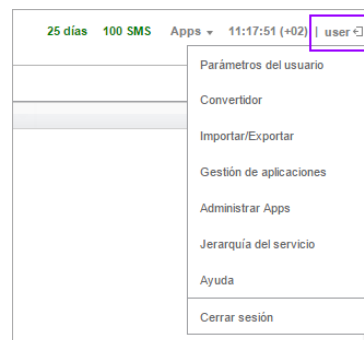 25 días 100 SMS Apps 11:17:51 (+02) | user
Parámetros del usuario
Convertidor
Importar/Exportar
Gestión de aplicaciones
Administrar Apps
Jerarquía del servicio
Ayuda
Cerrar sesión